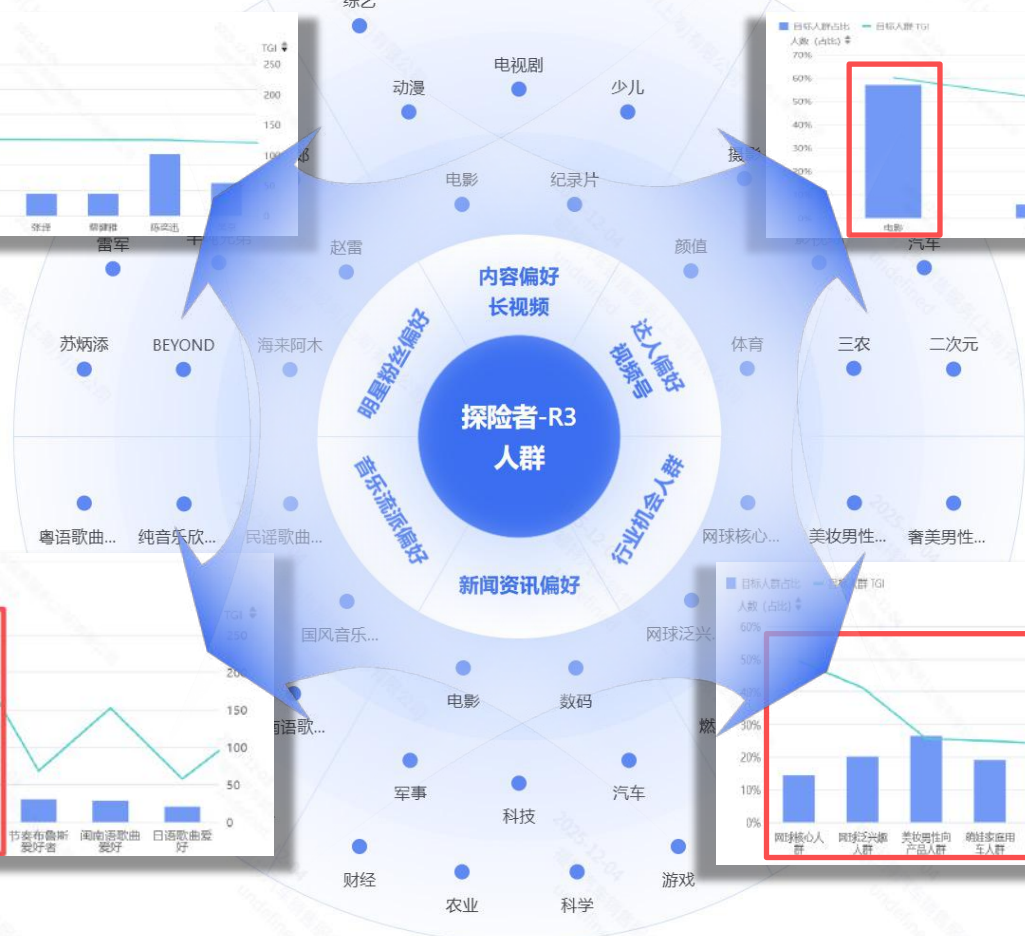 综艺
TGI
250
200
150
100
张泽
蔡健雅
陈奕迅
目标人群占比
目标人群 TGI
人数（占比）
70%
60%
50%
40%
30%
20%
电影
动漫
电视剧
少儿
电影
纪录片
雷军
赵雷
颜值
汽车
苏炳添
BEYOND
海来阿木
体育
三农
二次元
内容偏好
长视频
明星粉丝偏好
达人偏好
视频号
探险者-R3
人群
音乐流派偏好
行业机会人群
新闻资讯偏好
粤语歌曲...
纯音乐欣...
民谣歌曲...
网球核心...
美妆男性...
奢美男性...
国风音乐...
网球泛兴...
电影
数码
南语歌...
燃
军事
科技
汽车
财经
农业
科学
游戏
TGI
250
200
150
100
50
0
节奏布鲁斯
爱好者
闽南语歌曲
爱好
日语歌曲爱
好
目标人群占比
目标人群 TGI
人数（占比）
60%
50%
40%
30%
20%
10%
0%
网球核心人
群
网球泛兴趣
人群
美妆男性向
产品人群
萌娃家庭用
车人群
2025-12-04
undefined